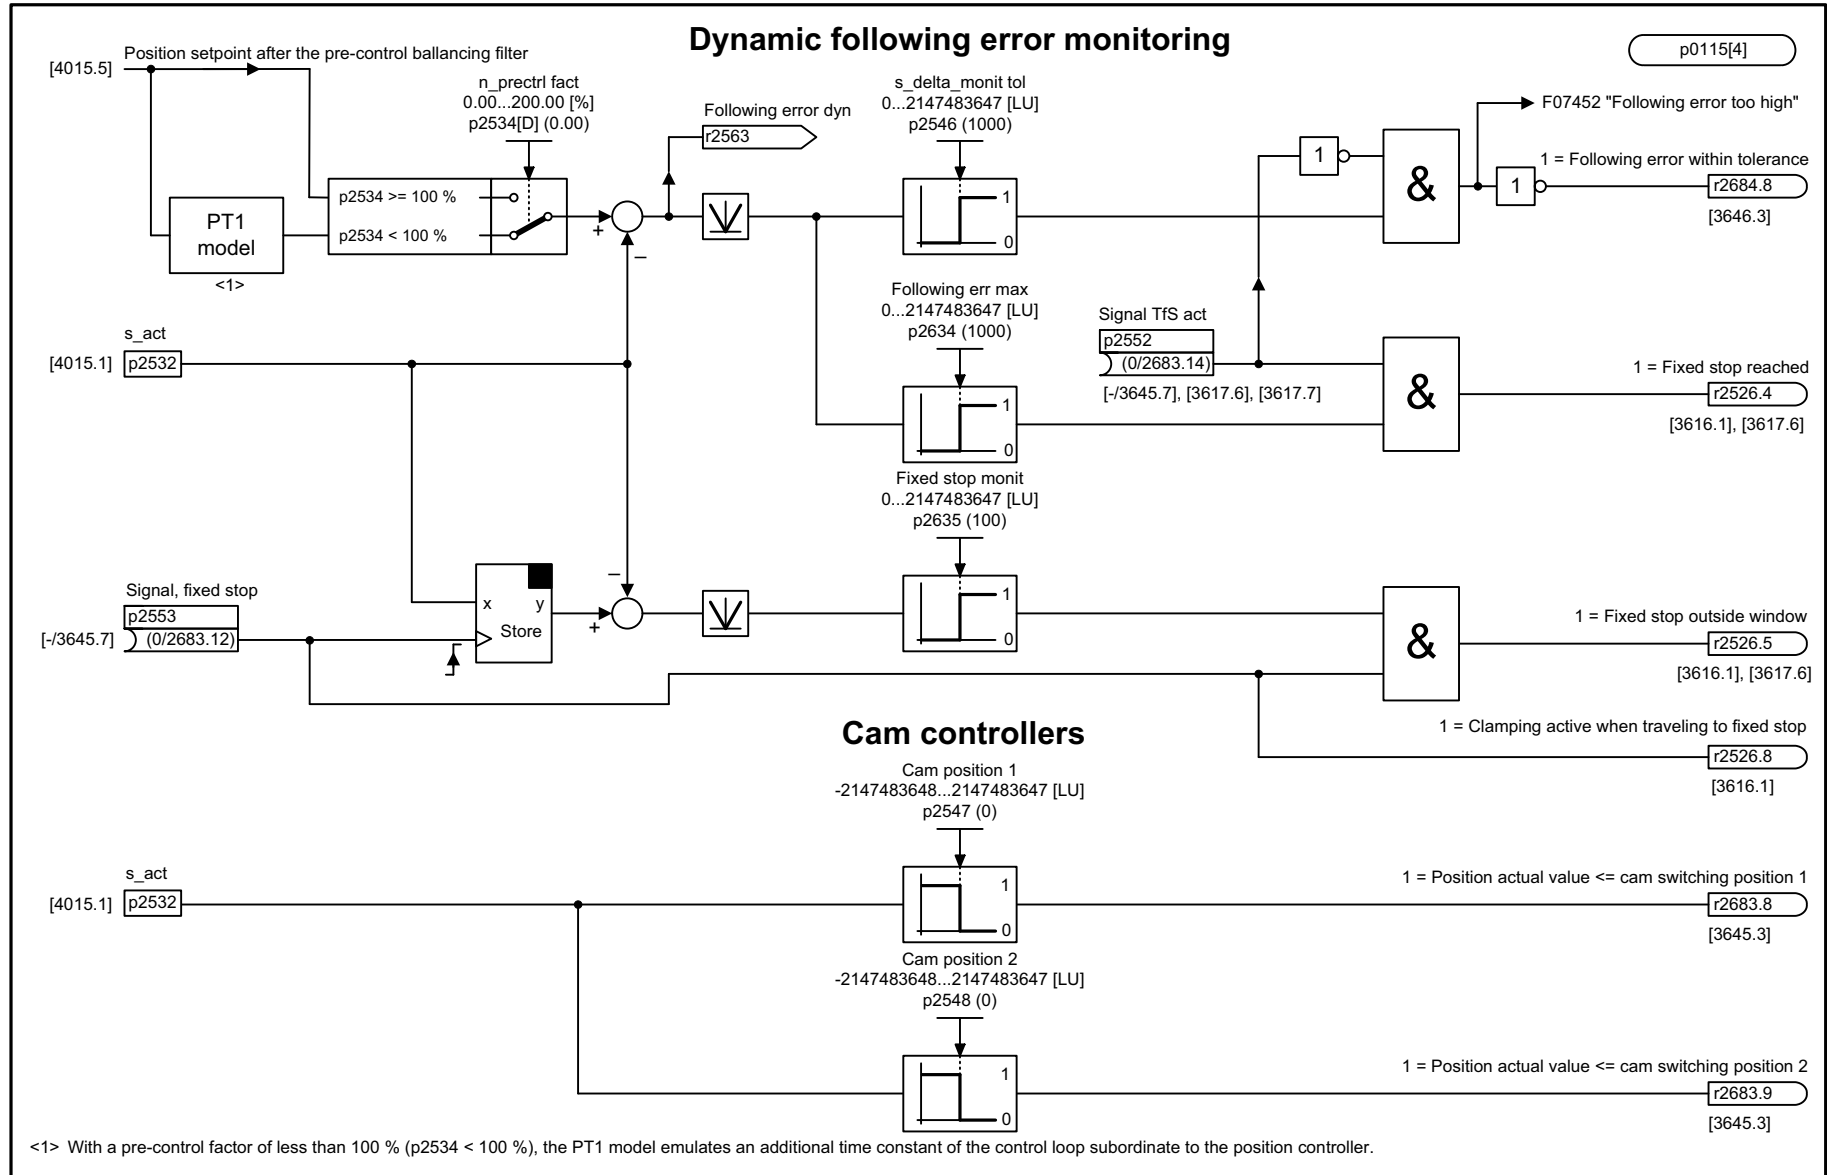 Dynamic following error monitoring
p0115[4]
Position setpoint after the pre-control ballancing filter
[4015.5]
n_prectrl fact
0.00...200.00 [%]
p2534[D] (0.00)
Following error dyn
r2563
s_delta_monit tol
0...2147483647 [LU]
p2546 (1000)
F07452 "Following error too high"
1
&
1 = Following error within tolerance
1
r2684.8
[3646.3]
p2534 >= 100 %
p2534 < 100 %
PT1
model
<1>
+
–
1
0
Following err max
0...2147483647 [LU]
p2634 (1000)
1
0
Signal TfS act
p2552
(0/2683.14)
[-/3645.7], [3617.6], [3617.7]
&
1 = Fixed stop reached
r2526.4
[3616.1], [3617.6]
s_act
[4015.1]
p2532
Fixed stop monit
0...2147483647 [LU]
p2635 (100)
1
0
Signal, fixed stop
p2553
[-/3645.7]
(0/2683.12)
x
y
Store
–
+
&
1 = Fixed stop outside window
r2526.5
[3616.1], [3617.6]
1 = Clamping active when traveling to fixed stop
r2526.8
[3616.1]
Cam controllers
Cam position 1
-2147483648...2147483647 [LU]
p2547 (0)
s_act
[4015.1]
p2532
1
0
1 = Position actual value <= cam switching position 1
r2683.8
[3645.3]
Cam position 2
-2147483648...2147483647 [LU]
p2548 (0)
1
0
1 = Position actual value <= cam switching position 2
r2683.9
[3645.3]
<1> With a pre-control factor of less than 100 % (p2534 < 100 %), the PT1 model emulates an additional time constant of the control loop subordinate to the position controller.